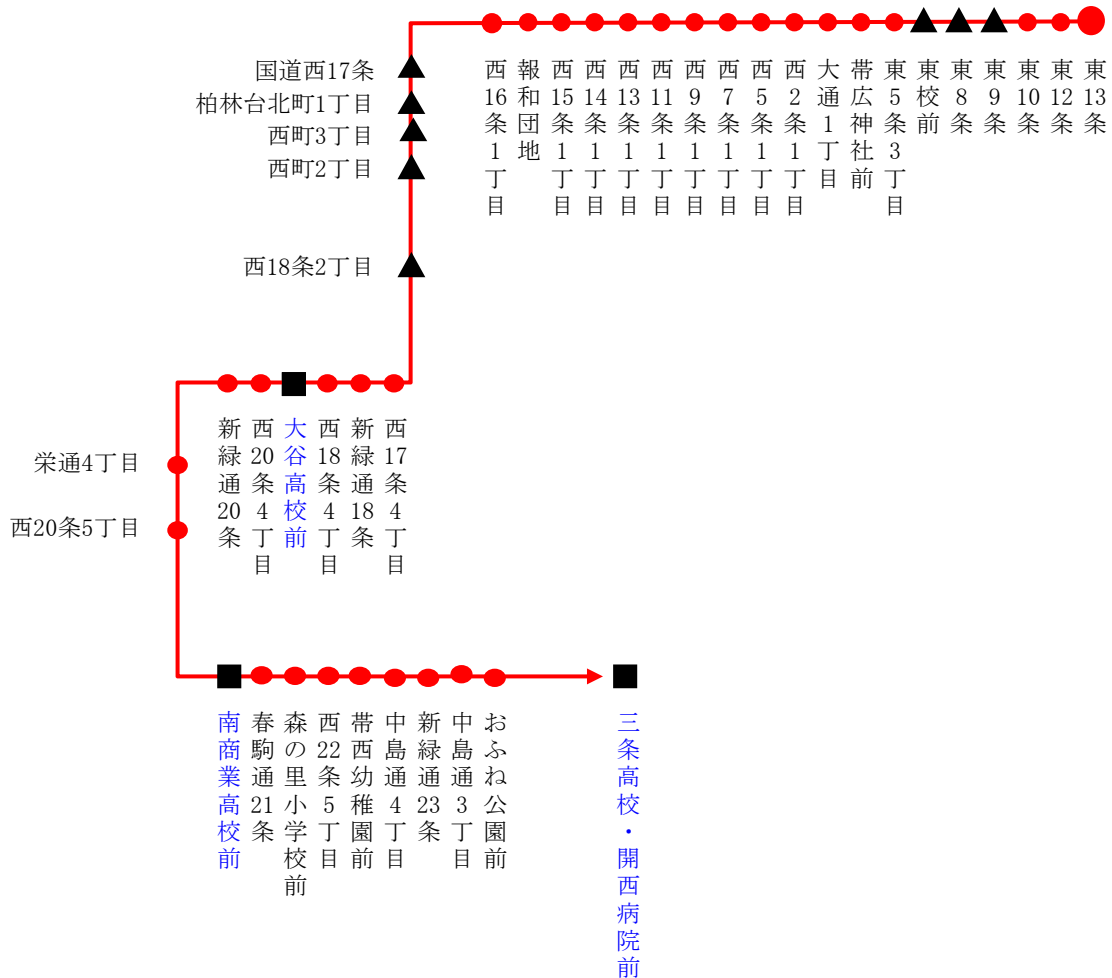 国道西17条
柏林台北町1丁目
西町3丁目
西町2丁目
西18条2丁目
西16条1丁目
報和団地
西15条1丁目
西14条1丁目
西13条1丁目
西11条1丁目
西9条1丁目
西7条1丁目
西5条1丁目
西2条1丁目
大通1丁目
帯広神社前
東5条3丁目
東校前
東8条
東9条
東10条
東12条
東13条
新緑通20条
西20条4丁目
大谷高校前
西18条4丁目
新緑通18条
西17条4丁目
栄通4丁目
西20条5丁目
南商業高校前
春駒通21条
森の里小学校前
西22条5丁目
帯西幼稚園前
中島通4丁目
新緑通23条
中島通3丁目
おふね公園前
三条高校・開西病院前